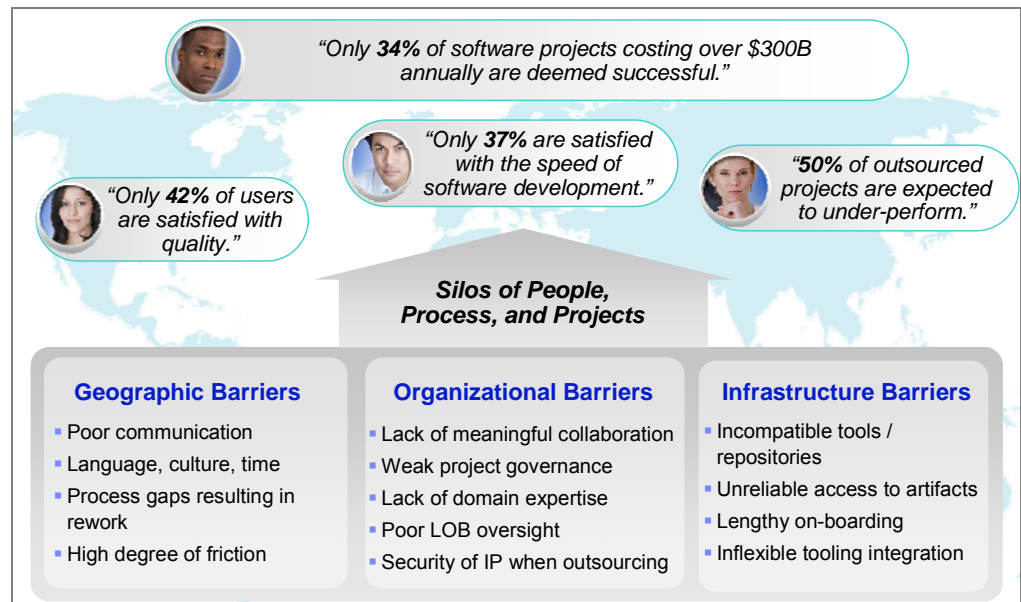 “Only 34% of software projects costing over $300B
annually are deemed successful.”
“Only 37% are satisfied
with the speed of
software development.”
“50% of outsourced
projects are expected
to under-perform.”
“Only 42% of users
are satisfied with
quality.”
Silos of People,
Process, and Projects
Geographic Barriers
▪ Poor communication
▪ Language, culture, time
▪ Process gaps resulting in
rework
▪ High degree of friction
Organizational Barriers
▪ Lack of meaningful collaboration
▪ Weak project governance
▪ Lack of domain expertise
▪ Poor LOB oversight
▪ Security of IP when outsourcing
Infrastructure Barriers
▪ Incompatible tools /
repositories
▪ Unreliable access to artifacts
▪ Lengthy on-boarding
▪ Inflexible tooling integration